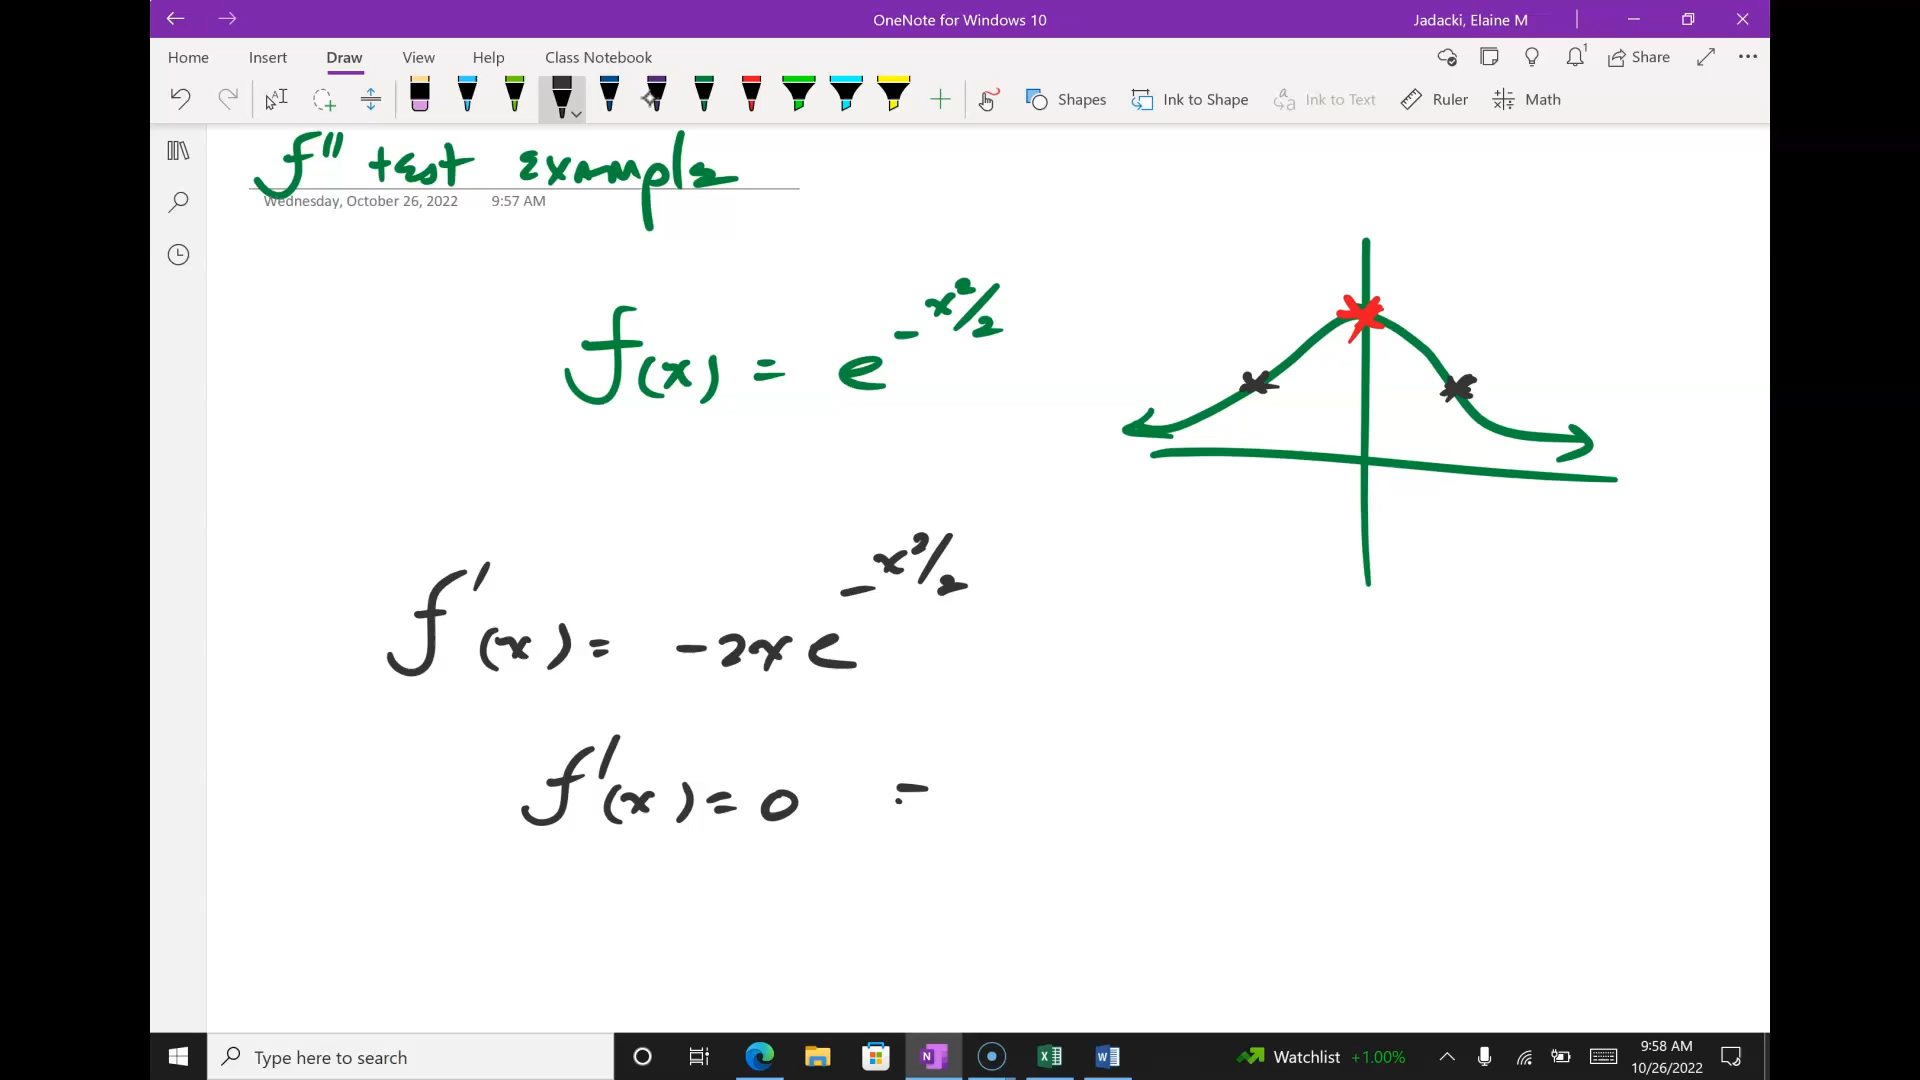 OneNote for Windows 10
Jadacki, Elaine M
Home Insert Draw View Help Class Notebook
1
Share
Shapes Ink to Shape Ink to Text Ruler Math
f" test example
Wednesday, October 26, 2022 9:57 AM
f(x) = e^{-x²/2}
f'(x) = -2xe^{-x²/2}
f'(x) = 0 =
Type here to search
Watchlist +1.00%
9:58 AM
10/26/2022